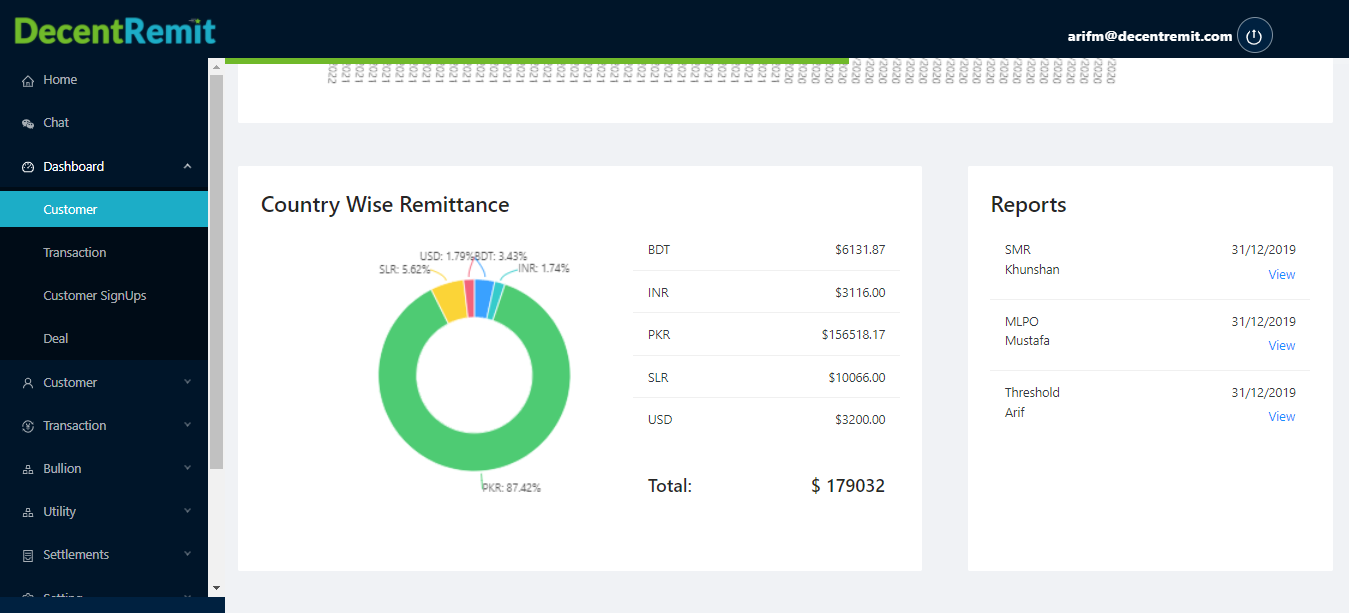 DecentRemit
arifm@decentremit.com
Home
Chat
Dashboard
Customer
Transaction
Customer SignUps
Deal
Customer
Transaction
Bullion
Utility
Settlements
Setting
Country Wise Remittance
USD: 1.79%
BDT: 3.43%
SLR: 5.62%
INR: 1.74%
PKR: 87.42%
BDT $6131.87
INR $3116.00
PKR $156518.17
SLR $10066.00
USD $3200.00
Total: $ 179032
Reports
SMR 31/12/2019
Khunshan
View
MLPO 31/12/2019
Mustafa
View
Threshold 31/12/2019
Arif
View